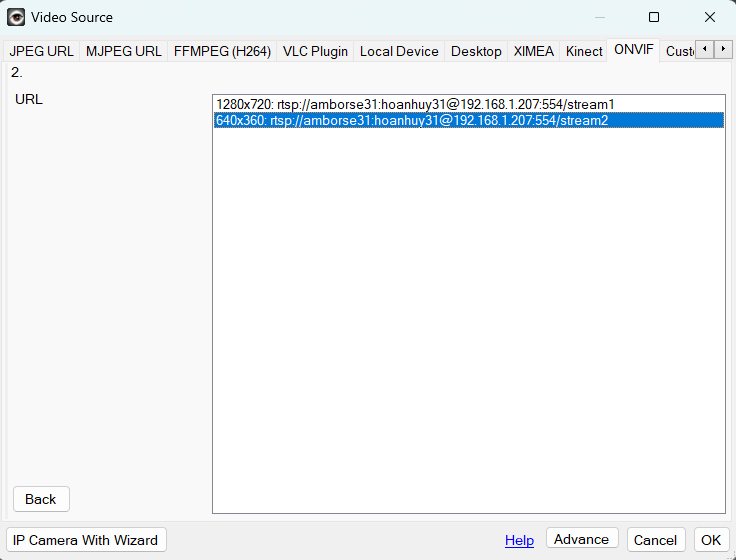 Video Source
JPEG URL MJPEG URL FFMPEG (H264) VLC Plugin Local Device Desktop XIMEA Kinect ONVIF
2.
URL
1280x720: rtsp://amborse31:hoanhuy31@192.168.1.207:554/stream1
640x360: rtsp://amborse31:hoanhuy31@192.168.1.207:554/stream2
Back
IP Camera With Wizard Help Advance Cancel OK